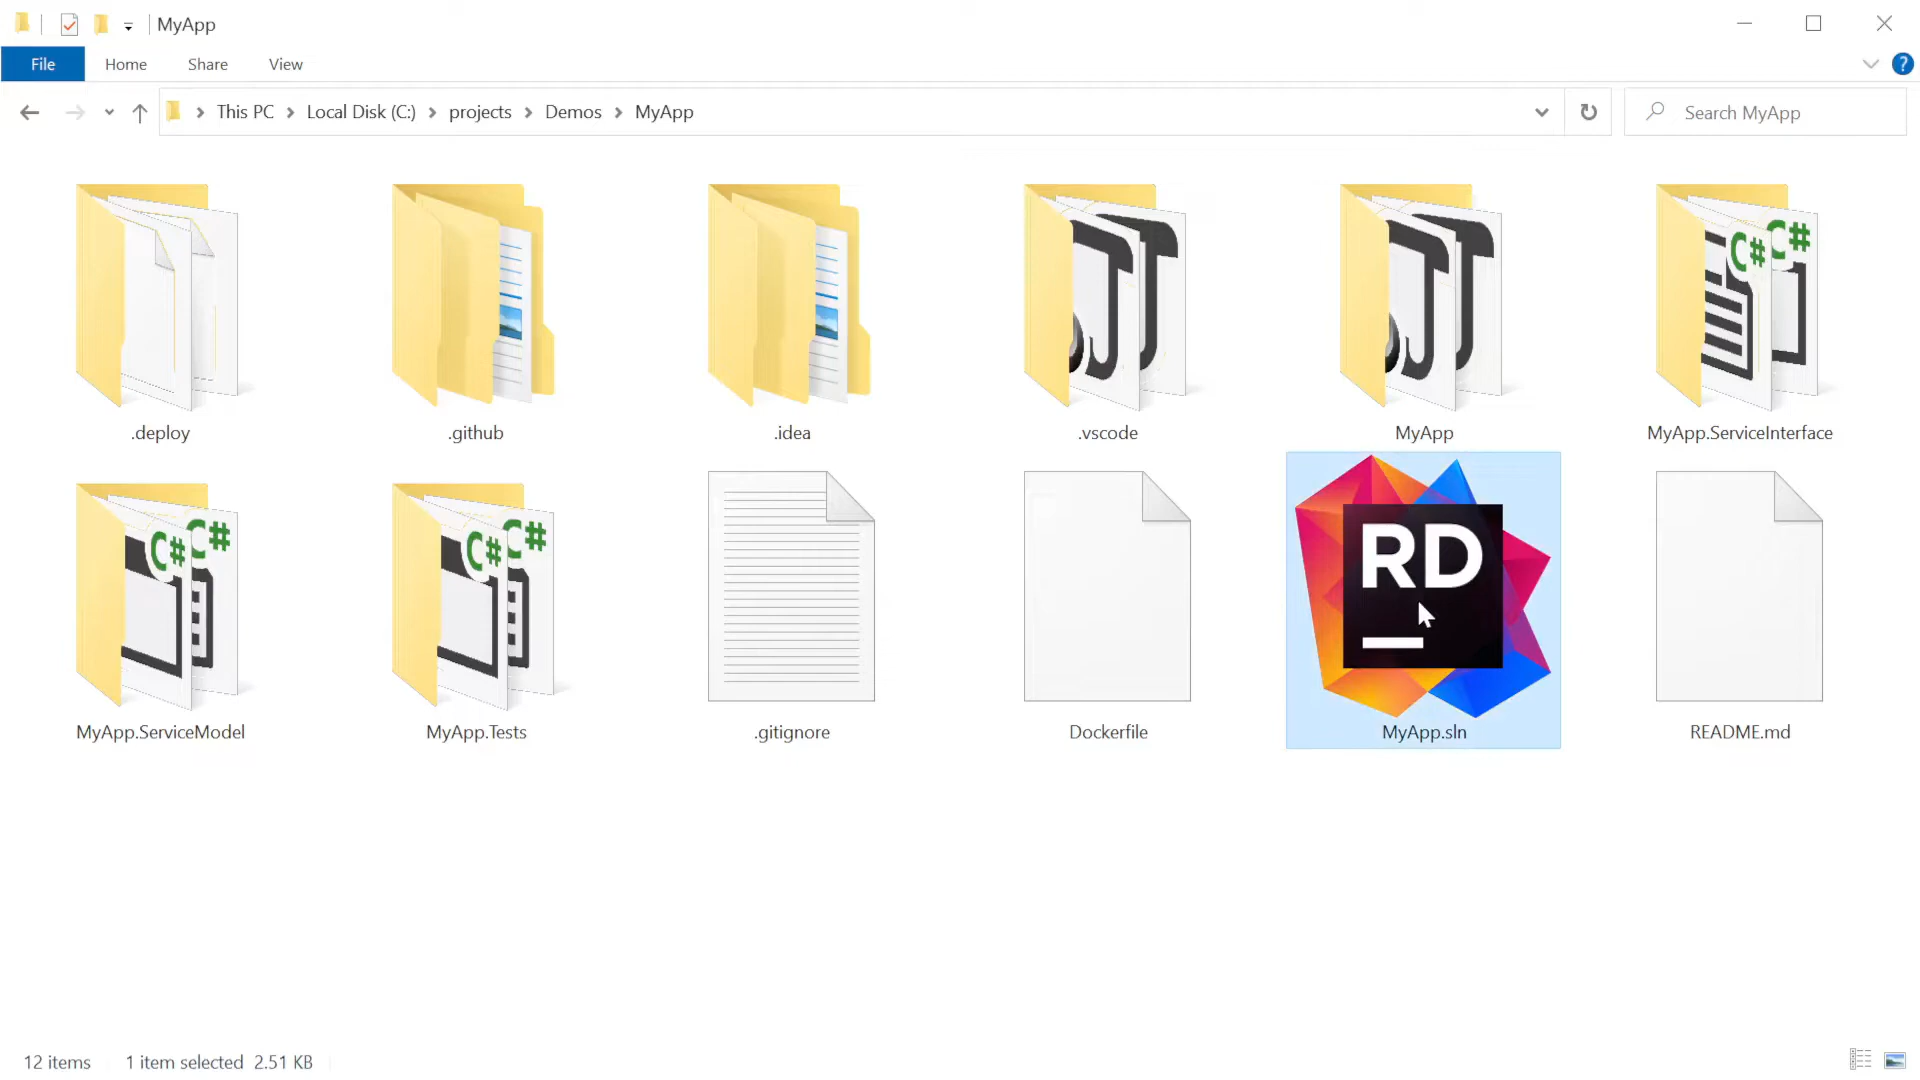 MyApp
File Home Share View ?
This PC Local Disk (C:) projects Demos MyApp
Search MyApp
C# C#
.deploy .github .idea .vscode MyApp MyApp.ServiceInterface
C# C# C# C# RD
MyApp.ServiceModel MyApp.Tests .gitignore Dockerfile MyApp.sln README.md
12 items 1 item selected 2.51 KB